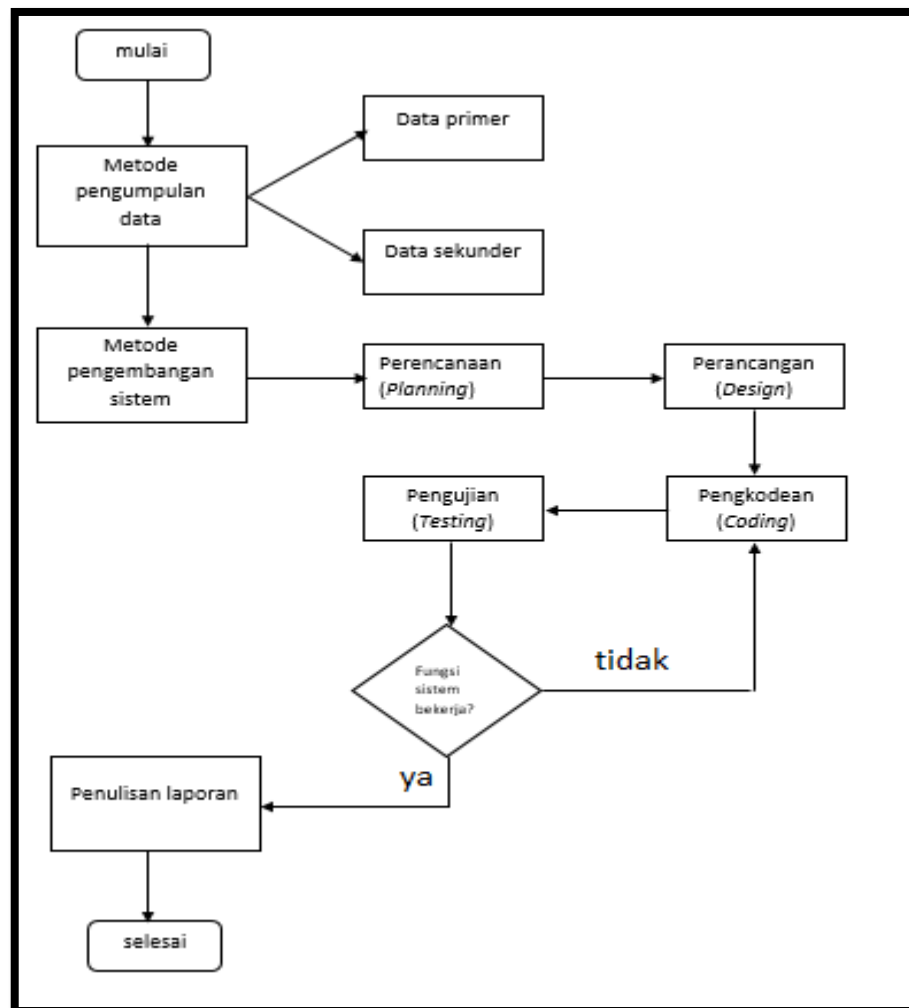 mulai
Data primer
Metode
pengumpulan
data
Data sekunder
Metode
pengembangan
sistem
Perencanaan
(Planning)
Perancangan
(Design)
Pengujian
(Testing)
Pengkodean
(Coding)
Fungsi
sistem
bekerja?
tidak
ya
Penulisan laporan
selesai